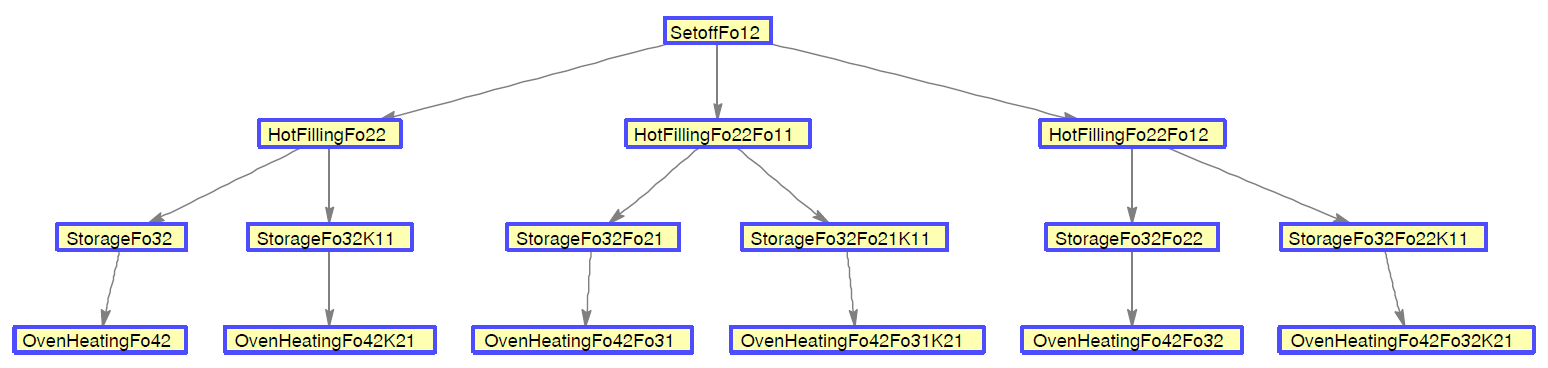 SetoffFo12
HotFillingFo22
HotFillingFo22Fo11
HotFillingFo22Fo12
StorageFo32
StorageFo32K11
StorageFo32Fo21
StorageFo32Fo21K11
StorageFo32Fo22
StorageFo32Fo22K11
OvenHeatingFo42
OvenHeatingFo42K21
OvenHeatingFo42Fo31
OvenHeatingFo42Fo31K21
OvenHeatingFo42Fo32
OvenHeatingFo42Fo32K21